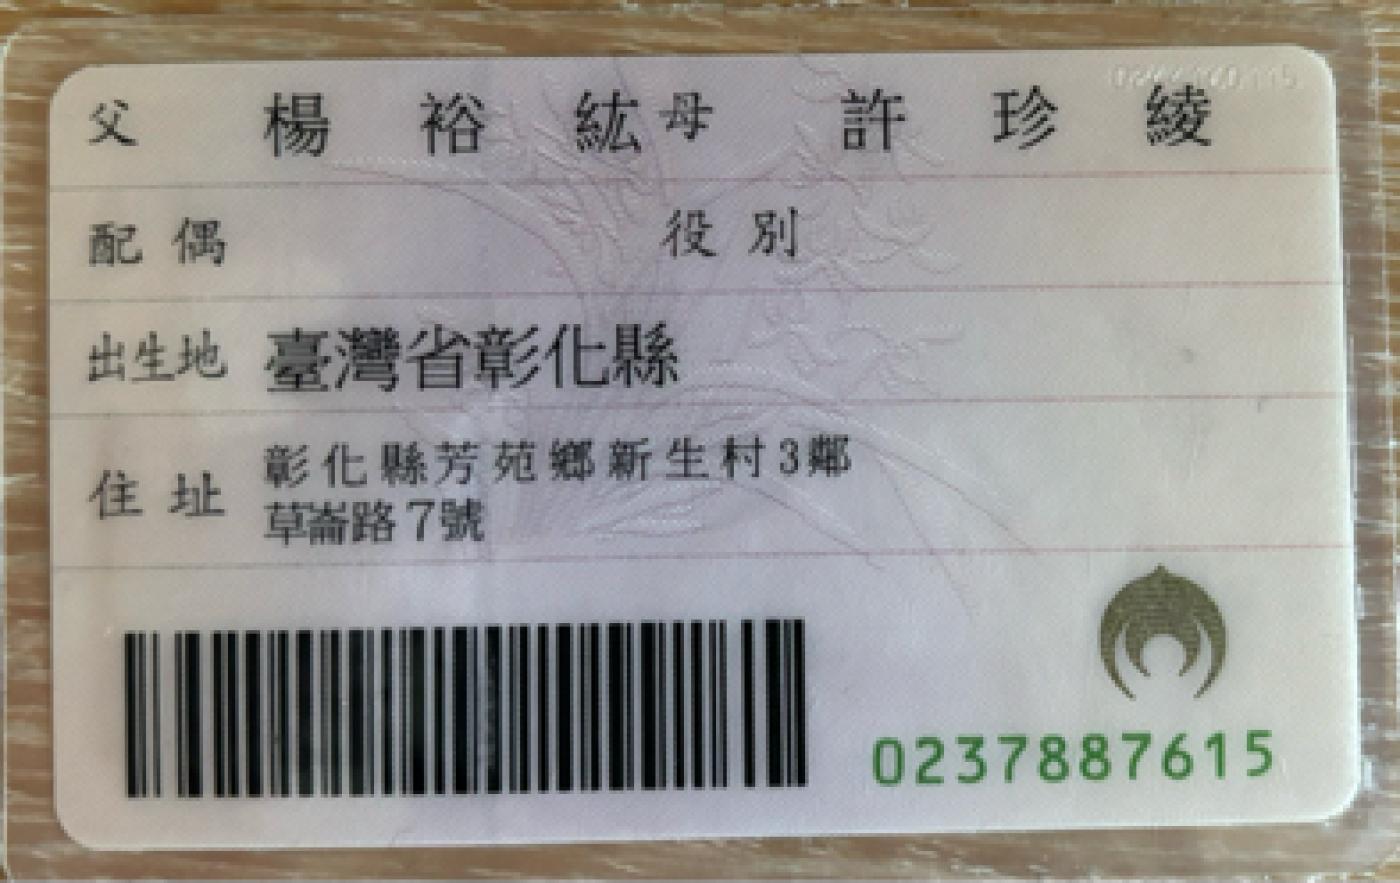 父 楊裕紘 母 許珍綾
配偶 役別
出生地 臺灣省彰化縣
住址 彰化縣芳苑鄉新生村3鄰
草崙路7號
0237887615